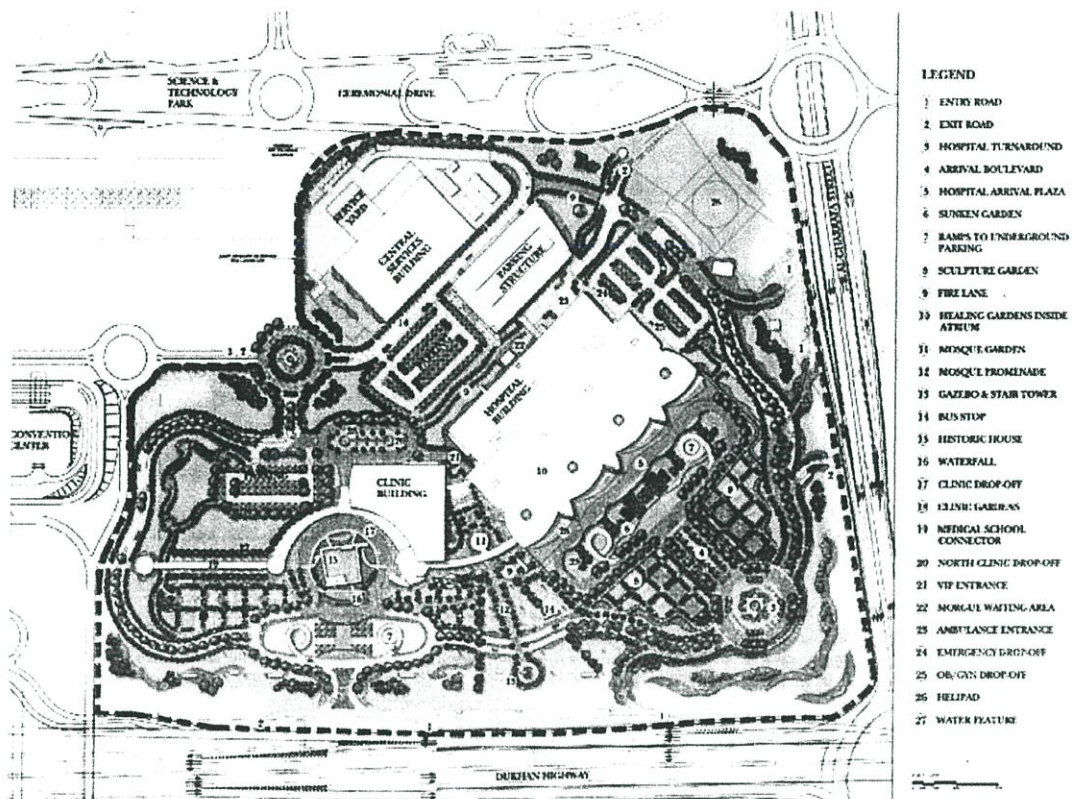 SCIENCE &
TECHNOLOGY
PARK
CEREMONIAL DRIVE
SERVICE
YARD
CENTRAL
SERVICES
BUILDING
PARKING
STRUCTURE
HOSPITAL
BUILDING
CLINIC
BUILDING
CONVENTION
CENTER
DUKHAN HIGHWAY
LEGEND
1 ENTRY ROAD
2 EXIT ROAD
3 HOSPITAL TURNAROUND
4 ARRIVAL BOULEVARD
5 HOSPITAL ARRIVAL PLAZA
6 SUNKEN GARDEN
7 RAMPS TO UNDERGROUND
PARKING
8 SCULPTURE GARDEN
9 FIRE LANE
10 HEALING GARDENS INSIDE
ATRIUM
11 MOSQUE GARDEN
12 MOSQUE PROMENADE
13 GAZEBO & STAIR TOWER
14 BUS STOP
15 HISTORIC HOUSE
16 WATERFALL
17 CLINIC DROP-OFF
18 CLINIC GARDENS
19 MEDICAL SCHOOL
CONNECTOR
20 NORTH CLINIC DROP-OFF
21 VIP ENTRANCE
22 MORGUE WAITING AREA
23 AMBULANCE ENTRANCE
24 EMERGENCY DROP-OFF
25 OB/GYN DROP-OFF
26 HELIPAD
27 WATER FEATURE